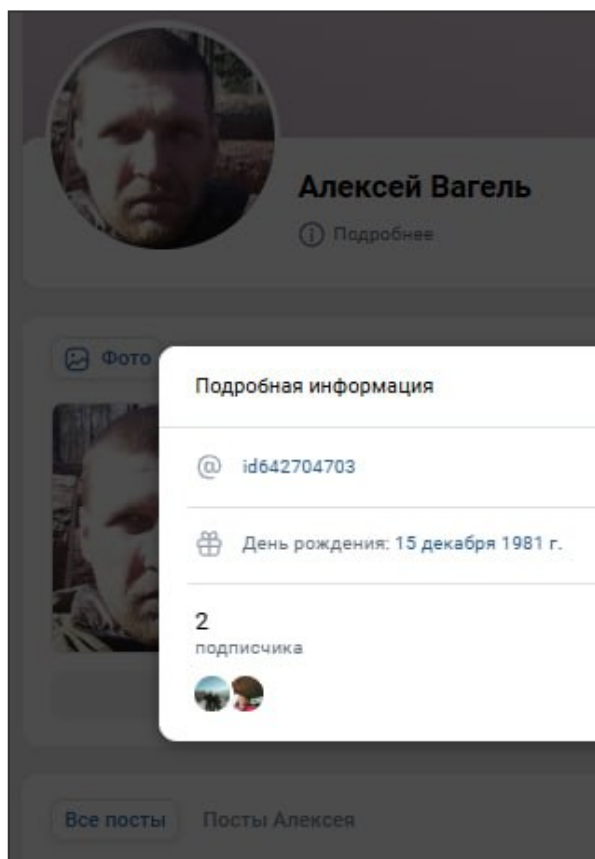 Алексей Вагель
Подробнее
Фото
Подробная информация
@ id642704703
День рождения: 15 декабря 1981 г.
2
подписчика
Все посты Посты Алексея